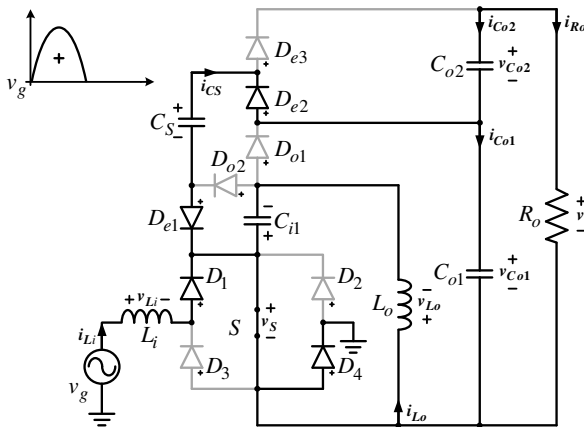 i_Co2 i_Ro
+
v_g
D_e3
C_o2 + v_Co2 −
i_CS
D_e2
+ C_S −
i_Co1
D_o1
D_o2
−
D_e1
C_i1
+
R_o + v −
D_1 D_2
C_o1 + v_Co1 −
+ v_Li −
L_o − v_Lo +
L_i
S + v_S −
i_Li
D_3 D_4
v_g
i_Lo